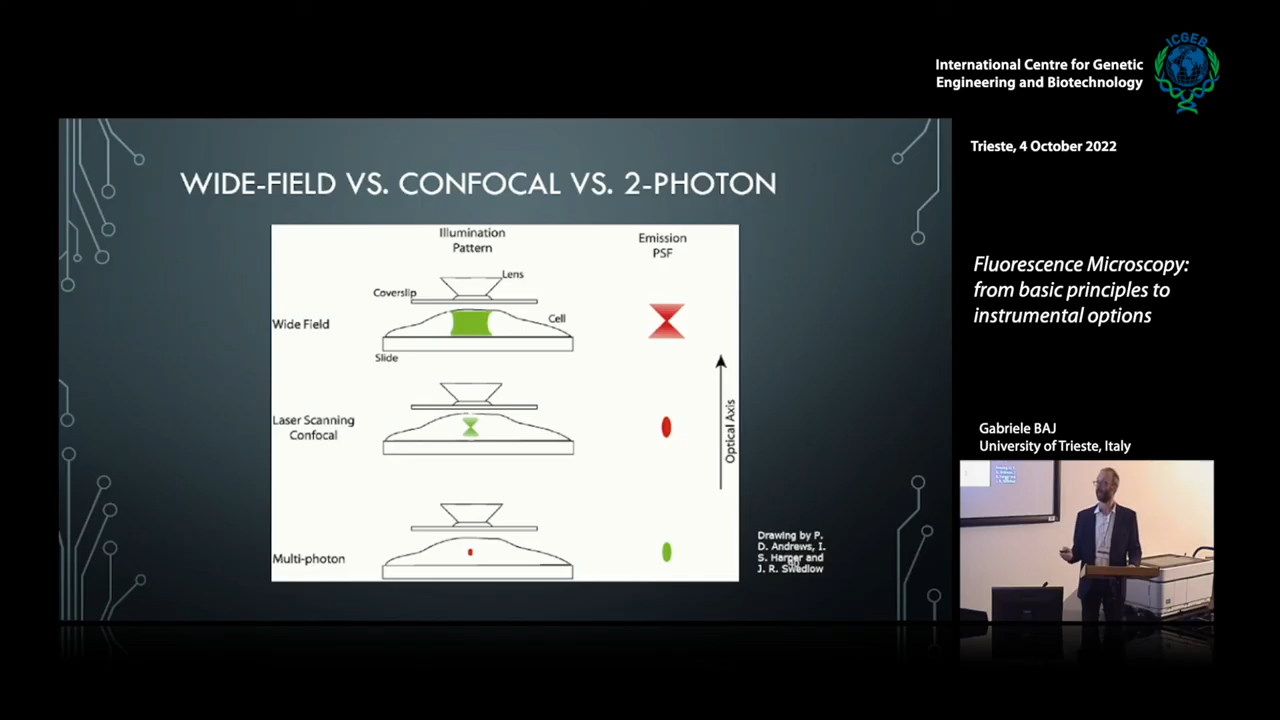 ICGEB
International Centre for Genetic
Engineering and Biotechnology
Trieste, 4 October 2022
WIDE-FIELD VS. CONFOCAL VS. 2-PHOTON
Illumination
Pattern
Emission
PSF
Lens
Coverslip
Wide Field
Cell
Slide
Laser Scanning
Confocal
Optical Axis
Multi-photon
Drawing by P.
D. Andrews, I.
S. Harper and
J. R. Swedlow
Fluorescence Microscopy:
from basic principles to
instrumental options
Gabriele BAJ
University of Trieste, Italy